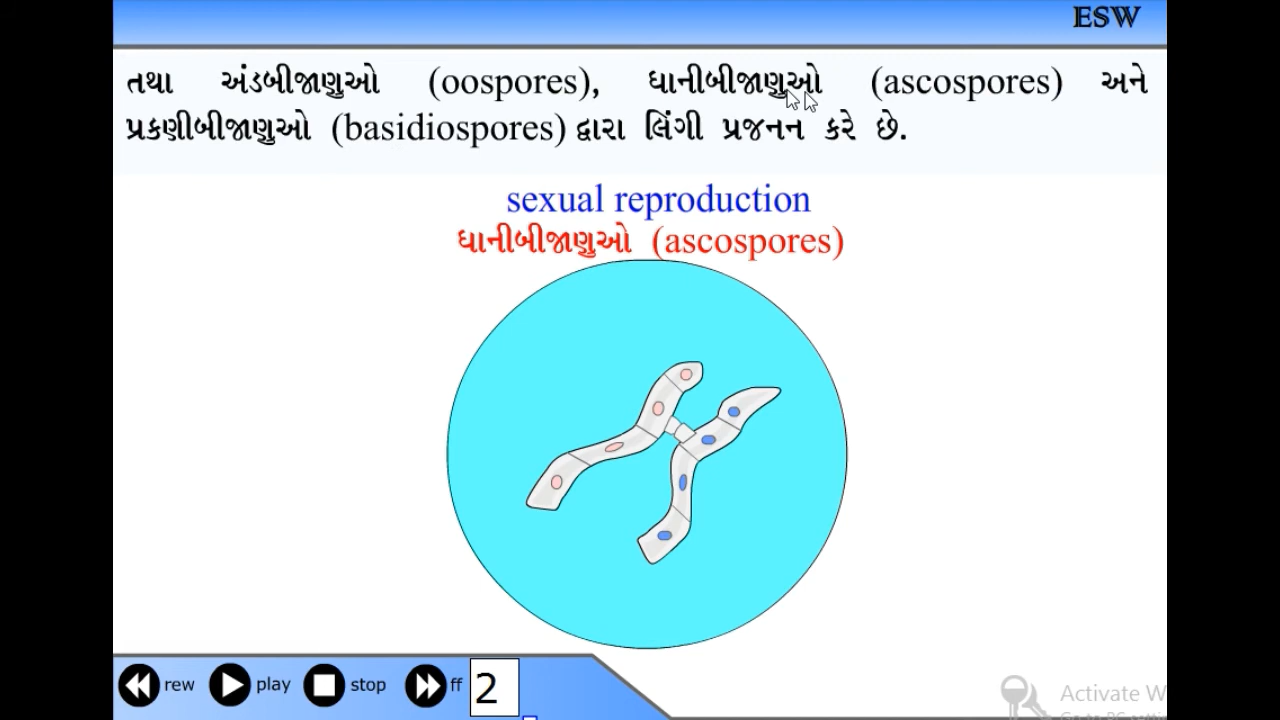 ESW
તથા અંડબીજાણુઓ (oospores), ધાનીબીજાણુઓ (ascospores) અને
પ્રકણીબીજાણુઓ (basidiospores) દ્વારા લિંગી પ્રજનન કરે છે.
sexual reproduction
ધાનીબીજાણુઓ (ascospores)
rew play stop ff 2
Activate W